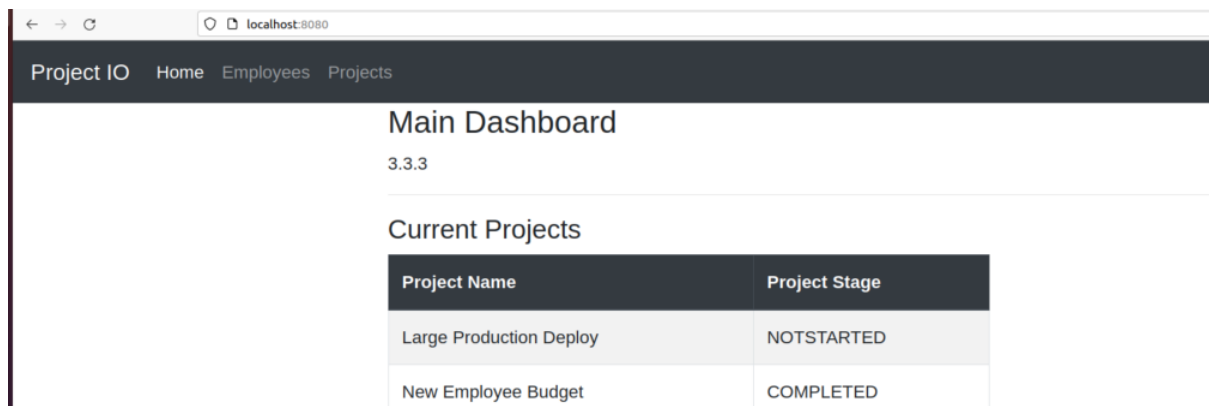 localhost:8080
Project IO Home Employees Projects
Main Dashboard
3.3.3
Current Projects
Project Name Project Stage
Large Production Deploy NOTSTARTED
New Employee Budget COMPLETED